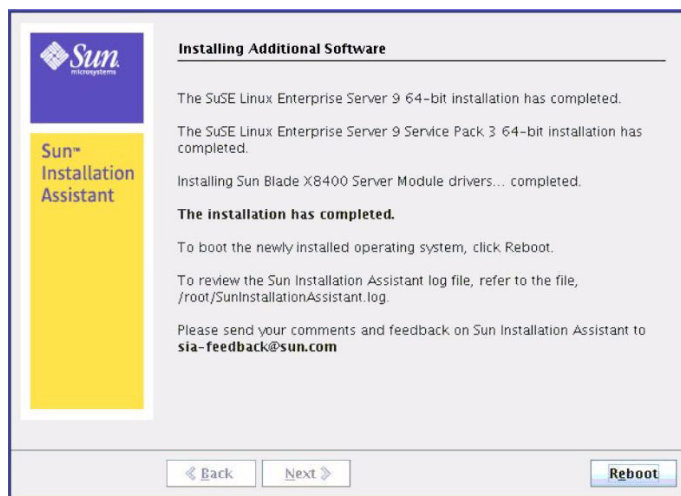 Sun
microsystems
Sun™
Installation
Assistant
Installing Additional Software
The SuSE Linux Enterprise Server 9 64-bit installation has completed.
The SuSE Linux Enterprise Server 9 Service Pack 3 64-bit installation has
completed.
Installing Sun Blade X8400 Server Module drivers... completed.
The installation has completed.
To boot the newly installed operating system, click Reboot.
To review the Sun Installation Assistant log file, refer to the file,
/root/SunInstallationAssistant.log.
Please send your comments and feedback on Sun Installation Assistant to
sia-feedback@sun.com
Back
Next
Reboot